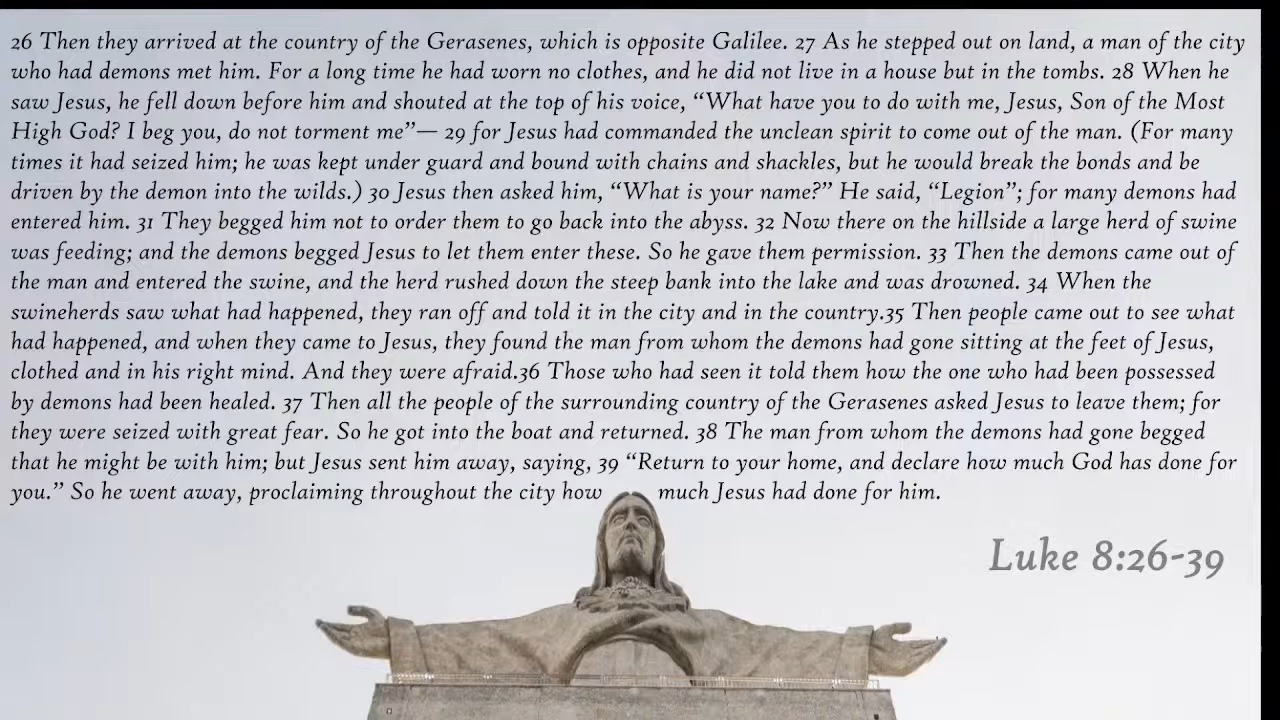 26 Then they arrived at the country of the Gerasenes, which is opposite Galilee. 27 As he stepped out on land, a man of the city
who had demons met him. For a long time he had worn no clothes, and he did not live in a house but in the tombs. 28 When he
saw Jesus, he fell down before him and shouted at the top of his voice, “What have you to do with me, Jesus, Son of the Most
High God? I beg you, do not torment me”— 29 for Jesus had commanded the unclean spirit to come out of the man. (For many
times it had seized him; he was kept under guard and bound with chains and shackles, but he would break the bonds and be
driven by the demon into the wilds.) 30 Jesus then asked him, “What is your name?” He said, “Legion”; for many demons had
entered him. 31 They begged him not to order them to go back into the abyss. 32 Now there on the hillside a large herd of swine
was feeding; and the demons begged Jesus to let them enter these. So he gave them permission. 33 Then the demons came out of
the man and entered the swine, and the herd rushed down the steep bank into the lake and was drowned. 34 When the
swineherds saw what had happened, they ran off and told it in the city and in the country.35 Then people came out to see what
had happened, and when they came to Jesus, they found the man from whom the demons had gone sitting at the feet of Jesus,
clothed and in his right mind. And they were afraid.36 Those who had seen it told them how the one who had been possessed
by demons had been healed. 37 Then all the people of the surrounding country of the Gerasenes asked Jesus to leave them; for
they were seized with great fear. So he got into the boat and returned. 38 The man from whom the demons had gone begged
that he might be with him; but Jesus sent him away, saying, 39 “Return to your home, and declare how much God has done for
you.” So he went away, proclaiming throughout the city how much Jesus had done for him.
Luke 8:26-39